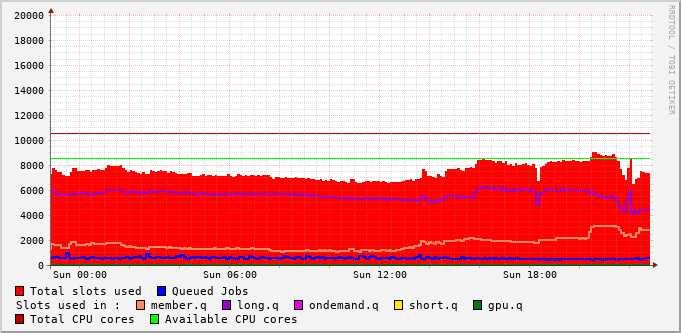 20000
18000
16000
14000
12000
10000
8000
6000
4000
2000
0
Sun 00:00 Sun 06:00 Sun 12:00 Sun 18:00
RRDTOOL / TOBI OETIKER
Total slots used Queued Jobs
Slots used in : member.q long.q ondemand.q short.q gpu.q
Total CPU cores Available CPU cores